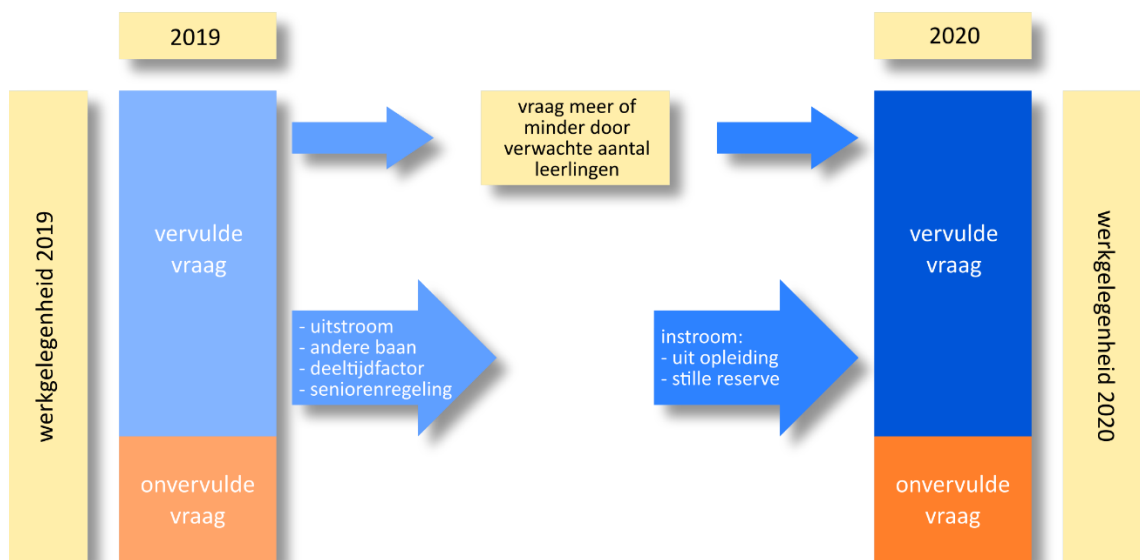 2019
2020
werkgelegenheid 2019
vervulde
vraag
onvervulde
vraag
vraag meer of
minder door
verwachte aantal
leerlingen
- uitstroom
- andere baan
- deeltijdfactor
- seniorenregeling
instroom:
- uit opleiding
- stille reserve
vervulde
vraag
onvervulde
vraag
werkgelegenheid 2020